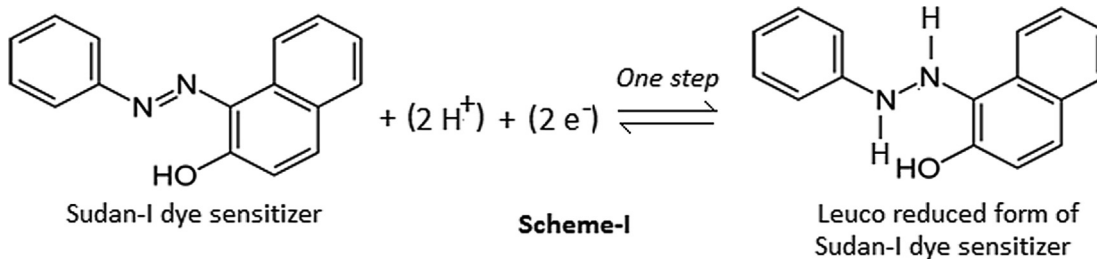 H
N
N
One step
N
N
H
+ (2 H⁺) + (2 e⁻)
HO
HO
Sudan-I dye sensitizer
Scheme-I
Leuco reduced form of
Sudan-I dye sensitizer